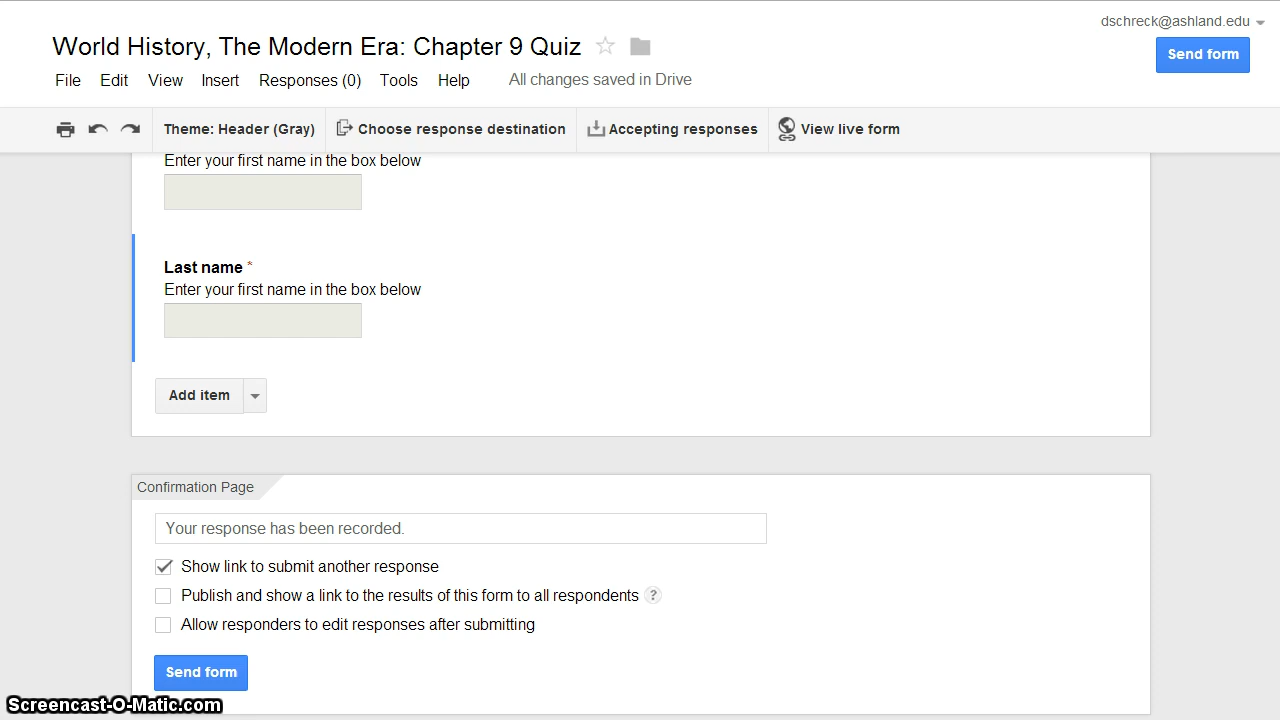 dschreck@ashland.edu
World History, The Modern Era: Chapter 9 Quiz
Send form
File Edit View Insert Responses (0) Tools Help All changes saved in Drive
Theme: Header (Gray) Choose response destination Accepting responses View live form
Enter your first name in the box below
Last name *
Enter your first name in the box below
Add item
Confirmation Page
Your response has been recorded.
Show link to submit another response
Publish and show a link to the results of this form to all respondents ?
Allow responders to edit responses after submitting
Send form
Screencast-O-Matic.com